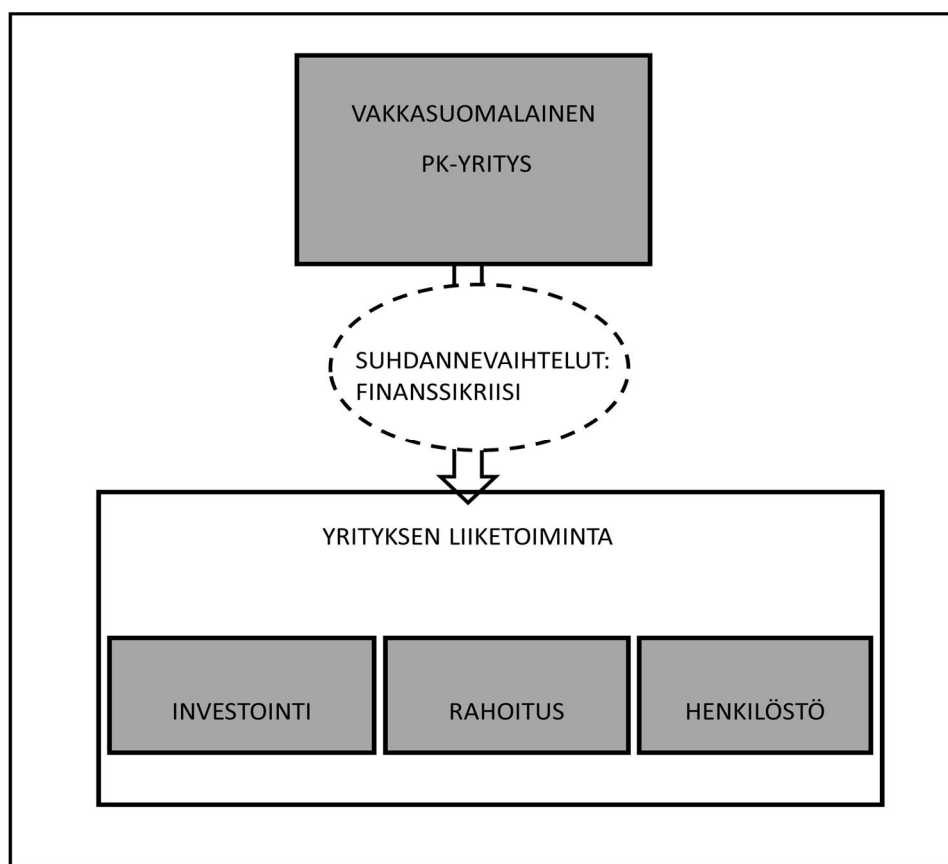 VAKKASUOMALAINEN
PK-YRITYS
SUHDANNEVAIHTELUT:
FINANSSIKRIISI
YRITYKSEN LIIKETOIMINTA
INVESTOINTI
RAHOITUS
HENKILÖSTÖ